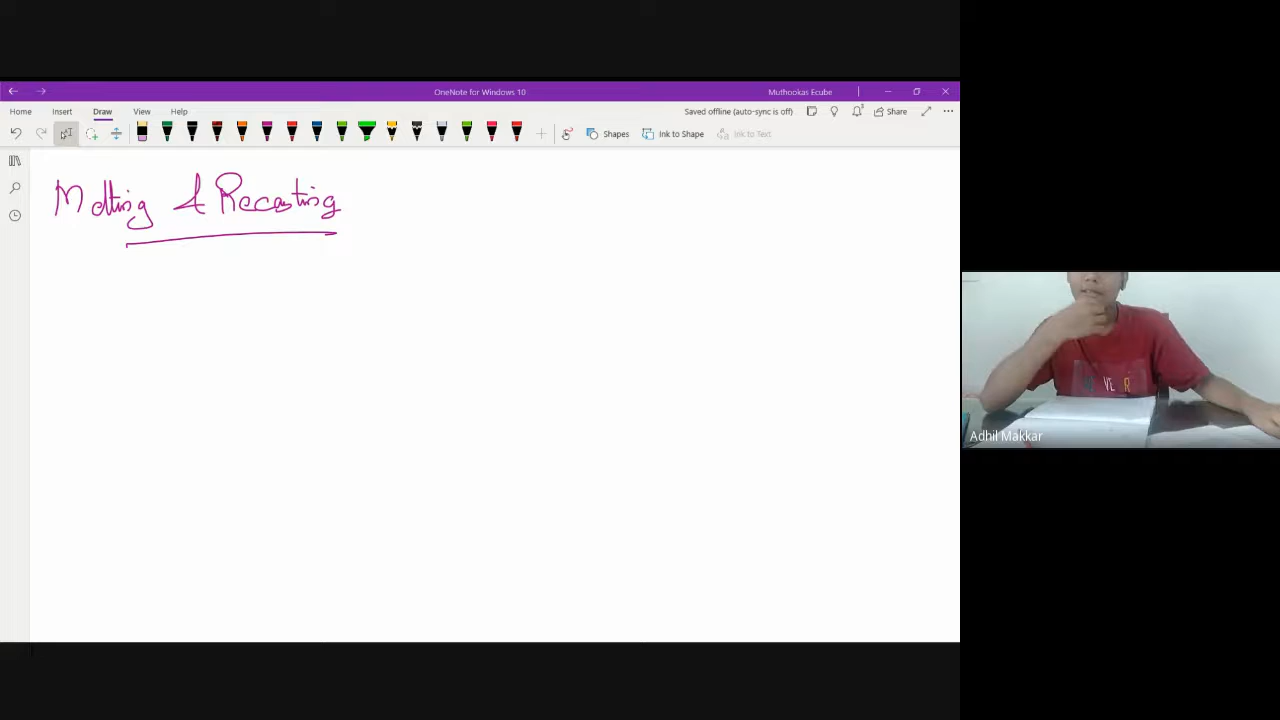 OneNote for Windows 10
Muthookas Ecube
Home Insert Draw View Help
Saved offline (auto-sync is off)
Share
Shapes
Ink to Shape
Ink to Text
Melting & Recasting
VE R
Adhil Makkar